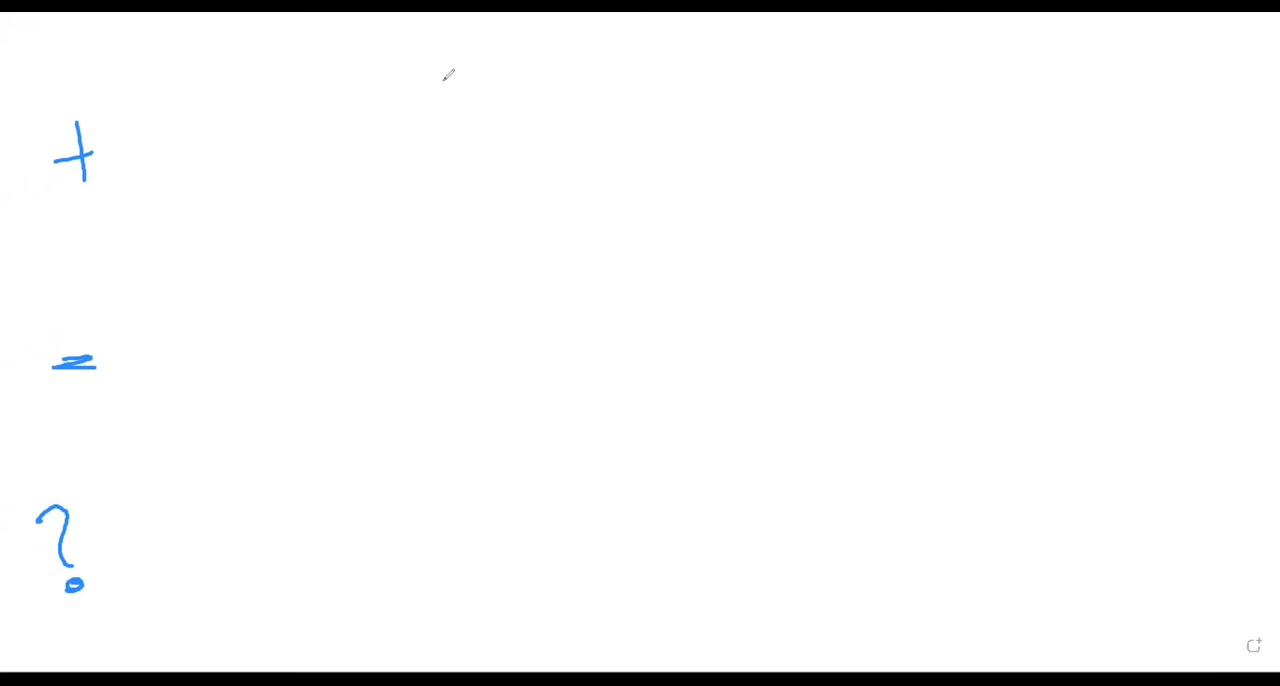 +
=
?